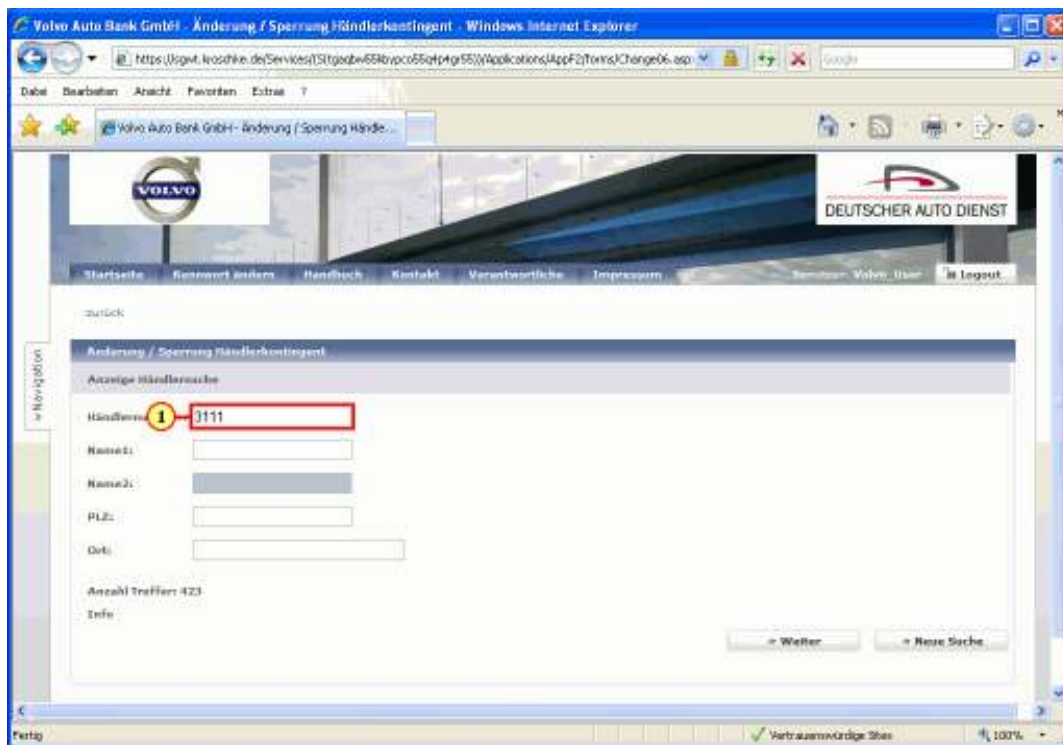 Volvo Auto Bank GmbH - Änderung / Sperrung Händlerkontingent - Windows Internet Explorer
Google
Datei Bearbeiten Ansicht Favoriten Extras ?
Volvo Auto Bank GmbH - Änderung / Sperrung Händle...
VOLVO
DEUTSCHER AUTO DIENST
Startseite Kennwort ändern Handbuch Kontakt Verantwortliche Impressum Benutzer: Volvo_User Logout
zurück
» Navigation
Änderung / Sperrung Händlerkontingent
Anzeige Händlersuche
1 3111
Name1:
Name2:
PLZ:
Ort:
Anzahl Treffer: 423
Info
» Weiter » Neue Suche
Fertig Vertrauenswürdige Sites 100%